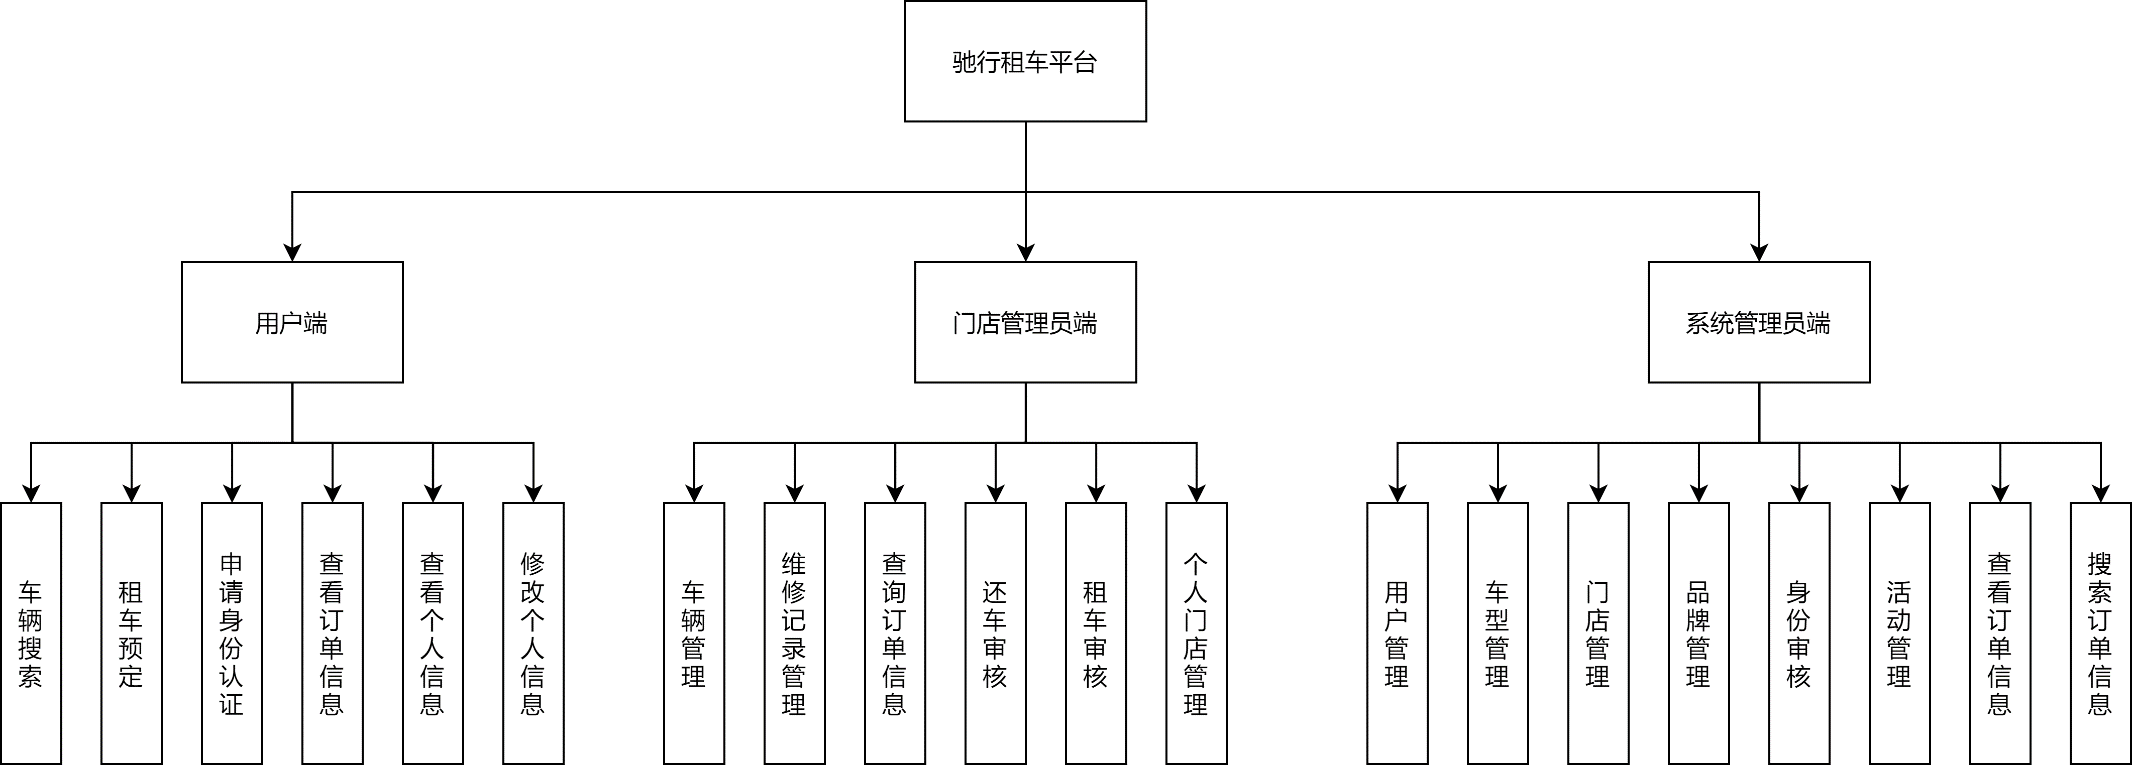 驰行租车平台
用户端
门店管理员端
系统管理员端
车辆搜索
租车预定
申请身份认证
查看订单信息
查看个人信息
修改个人信息
车辆管理
维修记录管理
查询订单信息
还车审核
租车审核
个人门店管理
用户管理
车型管理
门店管理
品牌管理
身份审核
活动管理
查看订单信息
搜索订单信息